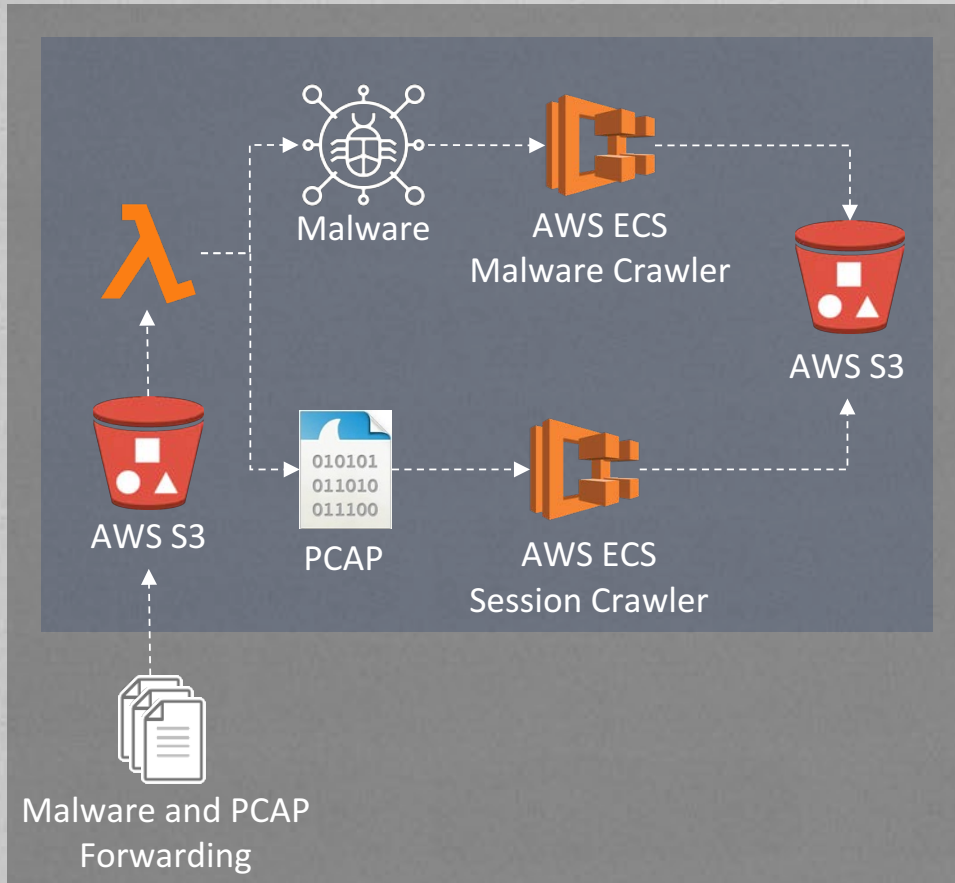 Malware
AWS ECS
Malware Crawler
AWS S3
010101
011010
011100
AWS S3
PCAP
AWS ECS
Session Crawler
Malware and PCAP
Forwarding